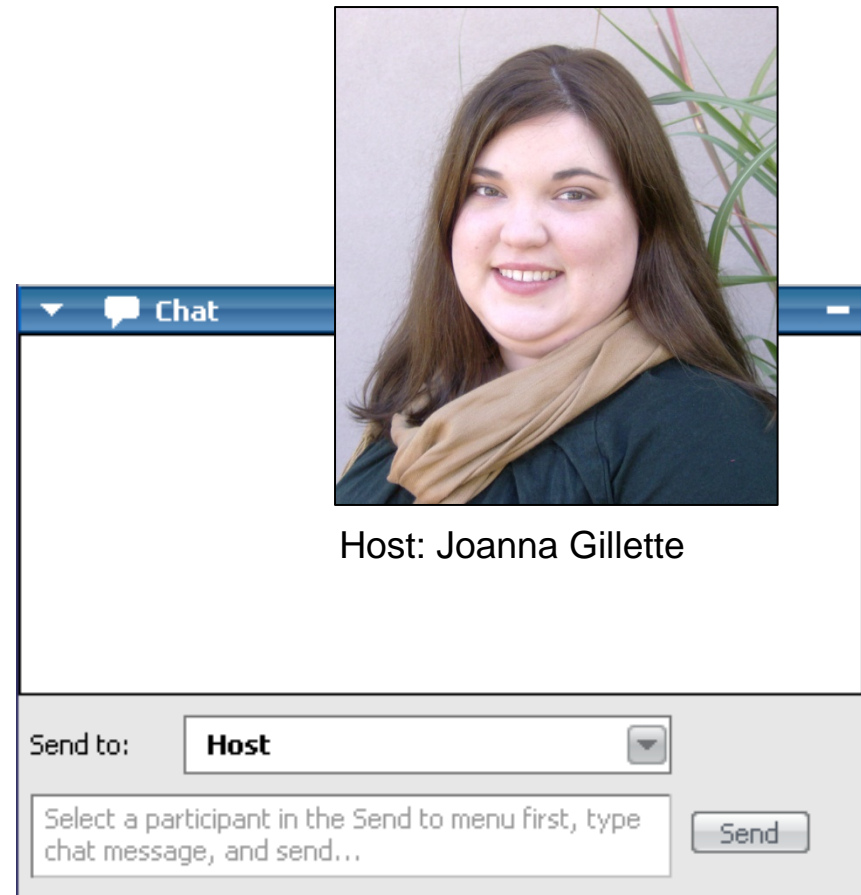 Chat
Host: Joanna Gillette
Send to:
Host
Select a participant in the Send to menu first, type
chat message, and send...
Send